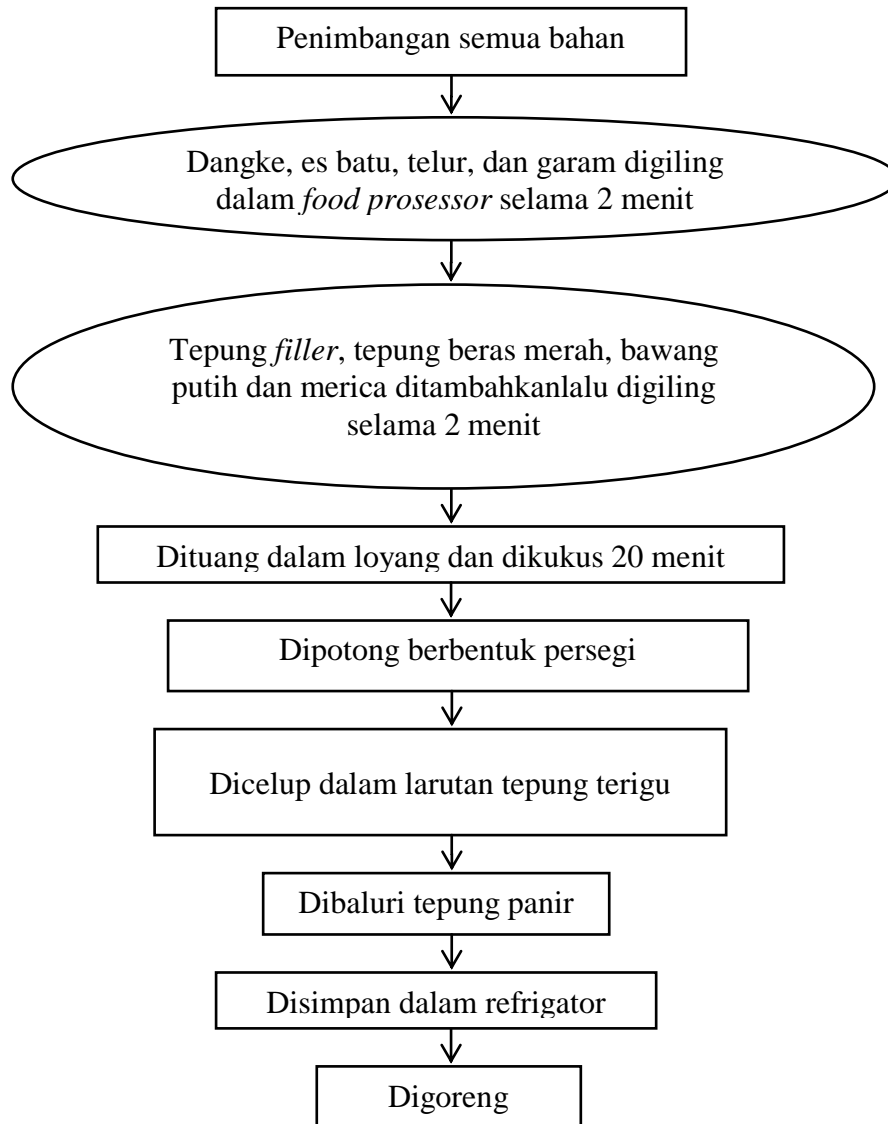 Penimbangan semua bahan
Dangke, es batu, telur, dan garam digiling
dalam food prosessor selama 2 menit
Tepung filler, tepung beras merah, bawang
putih dan merica ditambahkanlalu digiling
selama 2 menit
Dituang dalam loyang dan dikukus 20 menit
Dipotong berbentuk persegi
Dicelup dalam larutan tepung terigu
Dibaluri tepung panir
Disimpan dalam refrigator
Digoreng